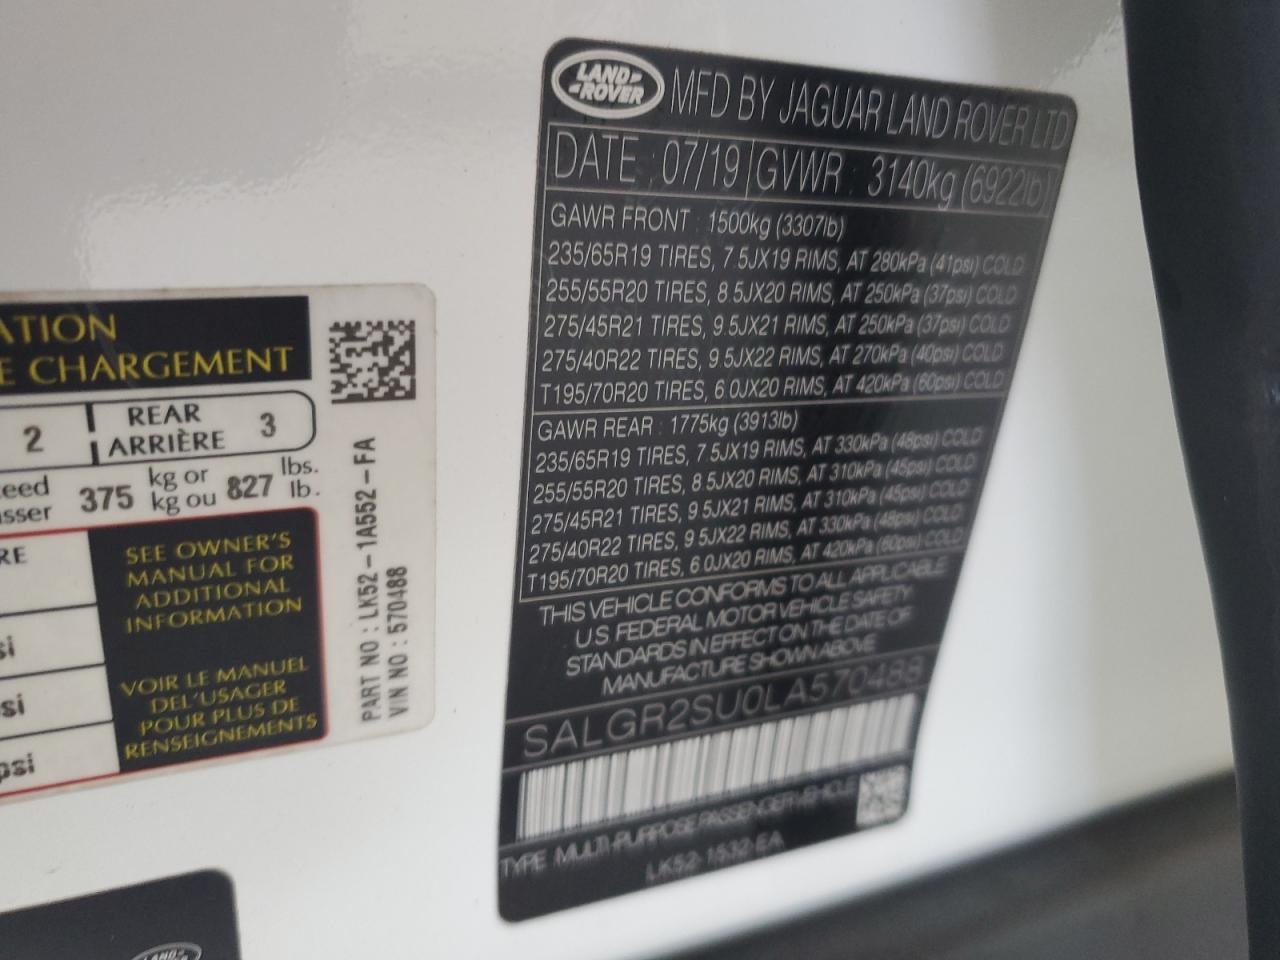 ATION
E CHARGEMENT
2 REAR 3
ARRIÈRE
375 kg or 827 lbs.
kg ou lb.
SEE OWNER'S
MANUAL FOR
ADDITIONAL
INFORMATION
VOIR LE MANUEL
DEL'USAGER
POUR PLUS DE
RENSEIGNEMENTS
psi
PART NO : LK52-1A552-FA
VIN NO : 570488
LAND ROVER
MFD BY JAGUAR LAND ROVER LTD
DATE : 07/19 GVWR : 3140kg (6922lb)
GAWR FRONT : 1500kg (3307lb)
235/65R19 TIRES, 7.5JX19 RIMS, AT 280kPa (41psi) COLD
255/55R20 TIRES, 8.5JX20 RIMS, AT 250kPa (37psi) COLD
275/45R21 TIRES, 9.5JX21 RIMS, AT 250kPa (37psi) COLD
275/40R22 TIRES, 9.5JX22 RIMS, AT 270kPa (40psi) COLD
T195/70R20 TIRES, 6.0JX20 RIMS, AT 420kPa (60psi) COLD
GAWR REAR : 1775kg (3913lb)
235/65R19 TIRES, 7.5JX19 RIMS, AT 330kPa (48psi) COLD
255/55R20 TIRES, 8.5JX20 RIMS, AT 310kPa (45psi) COLD
275/45R21 TIRES, 9.5JX21 RIMS, AT 310kPa (45psi) COLD
275/40R22 TIRES, 9.5JX22 RIMS, AT 330kPa (48psi) COLD
T195/70R20 TIRES, 6.0JX20 RIMS, AT 420kPa (60psi) COLD
THIS VEHICLE CONFORMS TO ALL APPLICABLE
U.S. FEDERAL MOTOR VEHICLE SAFETY
STANDARDS IN EFFECT ON THE DATE OF
MANUFACTURE SHOWN ABOVE
SALGR2SU0LA570488
TYPE : MULTI-PURPOSE PASSENGER VEHICLE
LK52-1532-EA
LAND